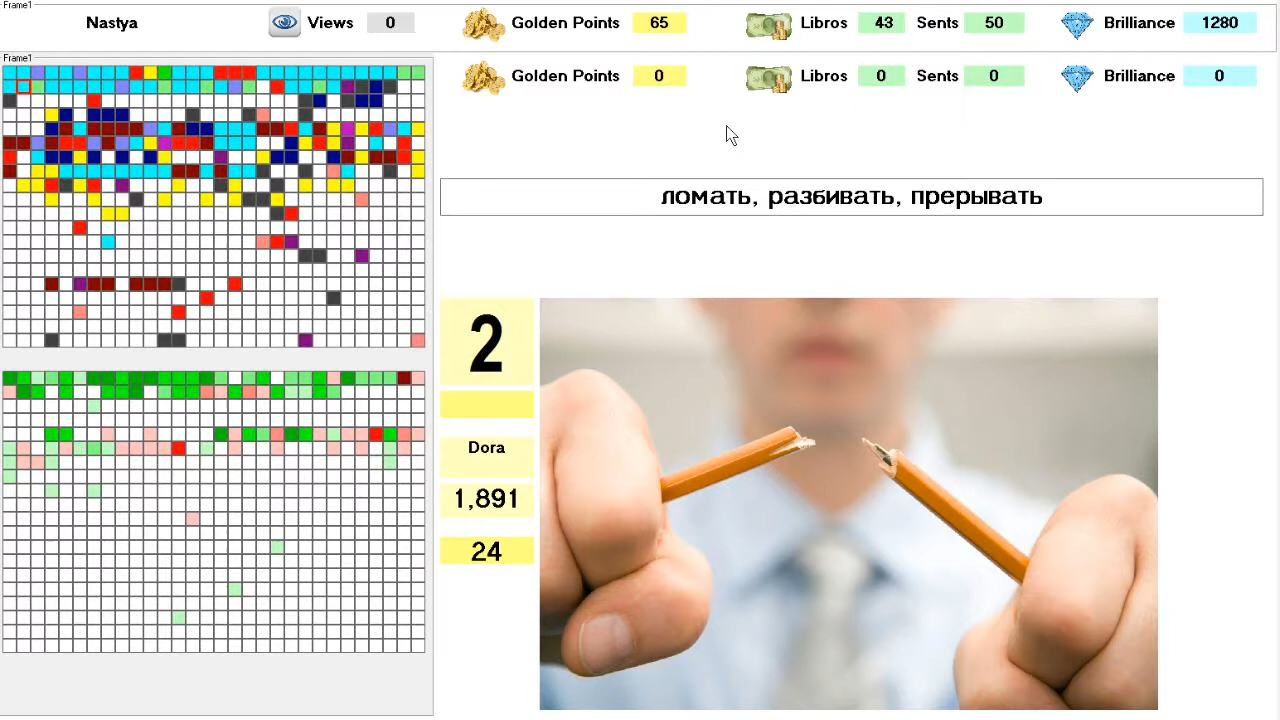 Frame1
Nastya Views 0 Golden Points 65 Libros 43 Sents 50 Brilliance 1280
Frame1
Golden Points 0 Libros 0 Sents 0 Brilliance 0
ломать, разбивать, прерывать
2
Dora
1,891
24